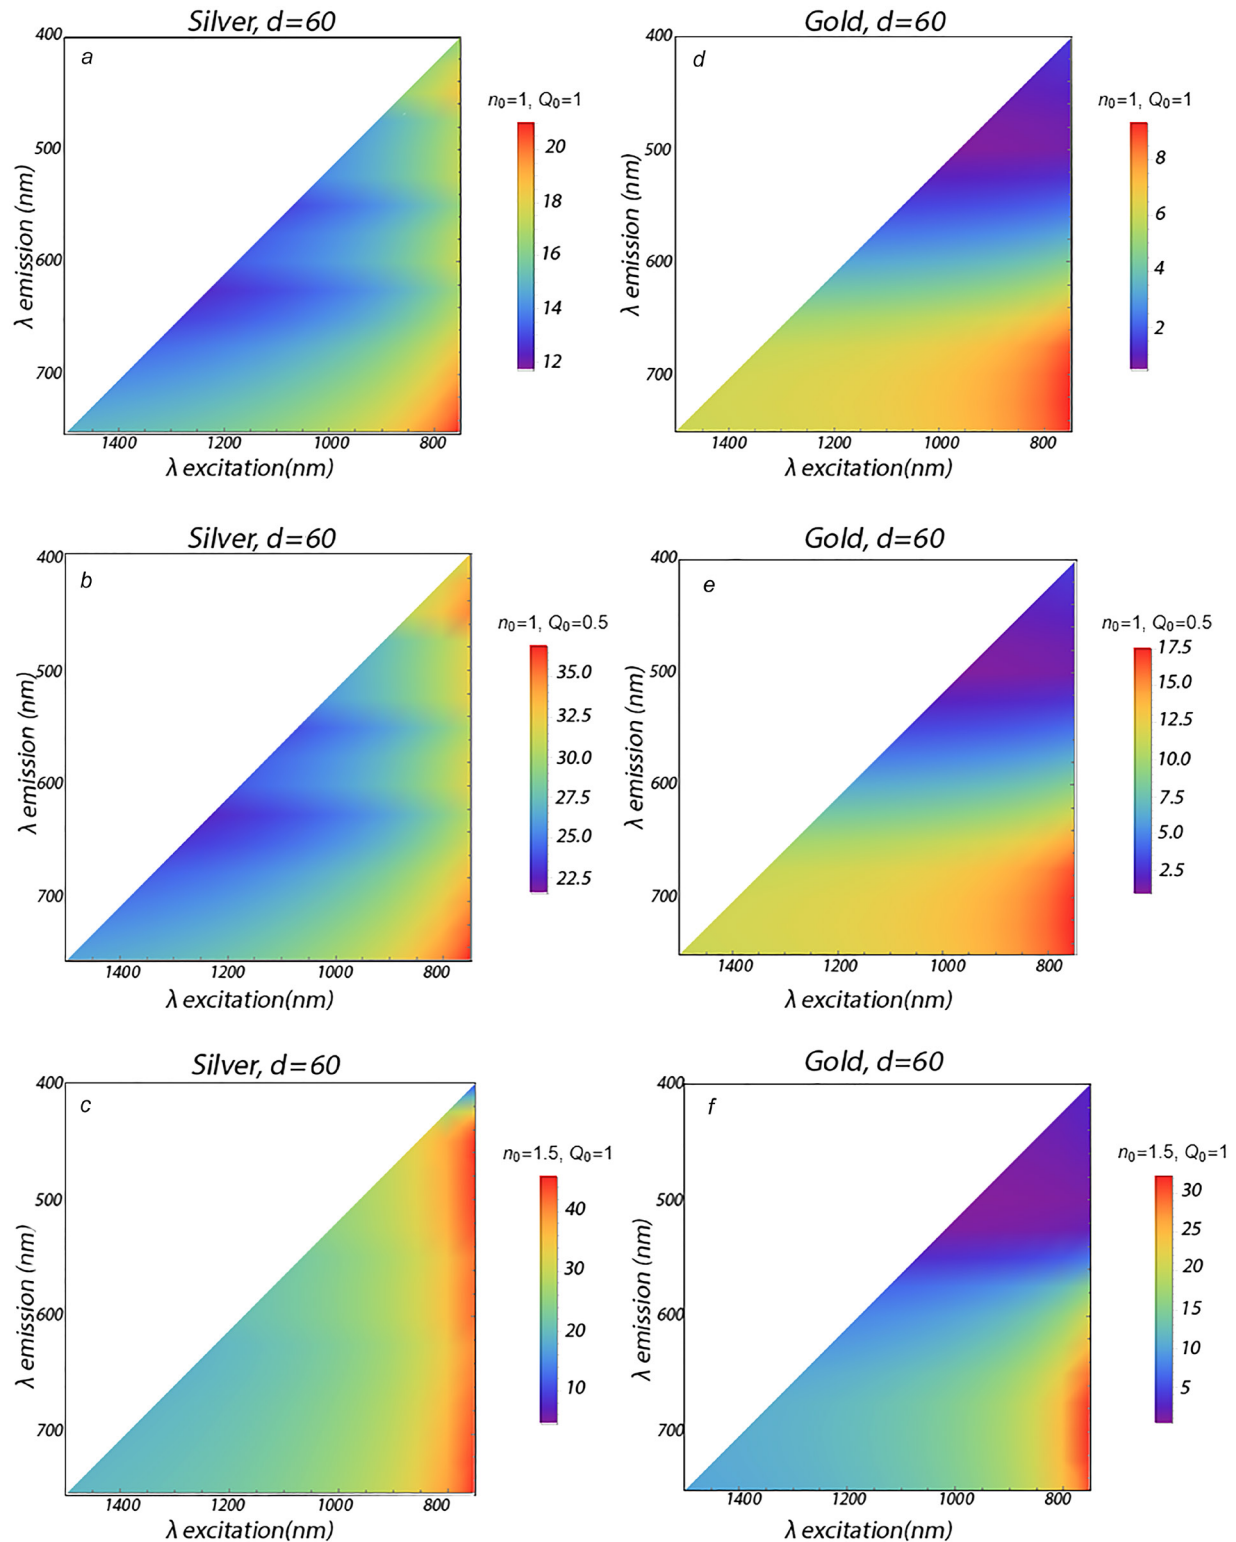 Silver, d=60
400
a
n0=1, Q0=1
500
20
18
600
16
14
700
12
1400
1200
1000
800
λ emission (nm)
λ excitation(nm)
Gold, d=60
400
d
n0=1, Q0=1
500
8
6
600
4
2
700
1400
1200
1000
800
λ emission (nm)
λ excitation(nm)
Silver, d=60
400
b
n0=1, Q0=0.5
500
35.0
32.5
30.0
600
27.5
25.0
22.5
700
1400
1200
1000
800
λ emission (nm)
λ excitation(nm)
Gold, d=60
400
e
n0=1, Q0=0.5
17.5
500
15.0
12.5
10.0
600
7.5
5.0
2.5
700
1400
1200
1000
800
λ emission (nm)
λ excitation(nm)
Silver, d=60
400
c
n0=1.5, Q0=1
500
40
30
600
20
10
700
1400
1200
1000
800
λ emission (nm)
λ excitation(nm)
Gold, d=60
400
f
n0=1.5, Q0=1
500
30
25
20
600
15
10
5
700
1400
1200
1000
800
λ emission (nm)
λ excitation(nm)